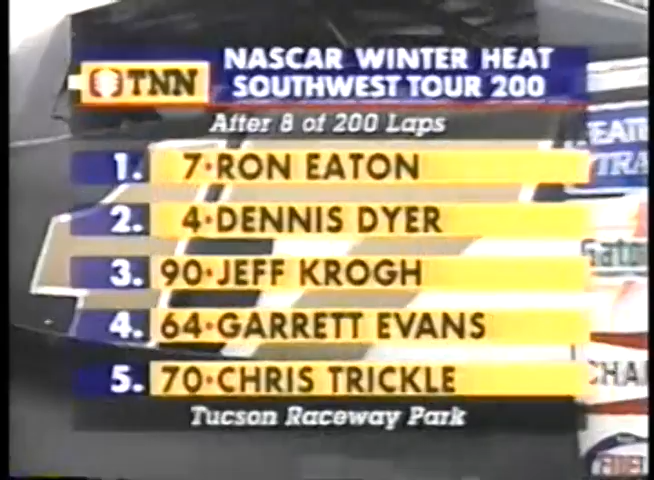 TNN
NASCAR WINTER HEAT
SOUTHWEST TOUR 200
After 8 of 200 Laps
1. 7·RON EATON
2. 4·DENNIS DYER
3. 90·JEFF KROGH
4. 64·GARRETT EVANS
5. 70·CHRIS TRICKLE
Tucson Raceway Park